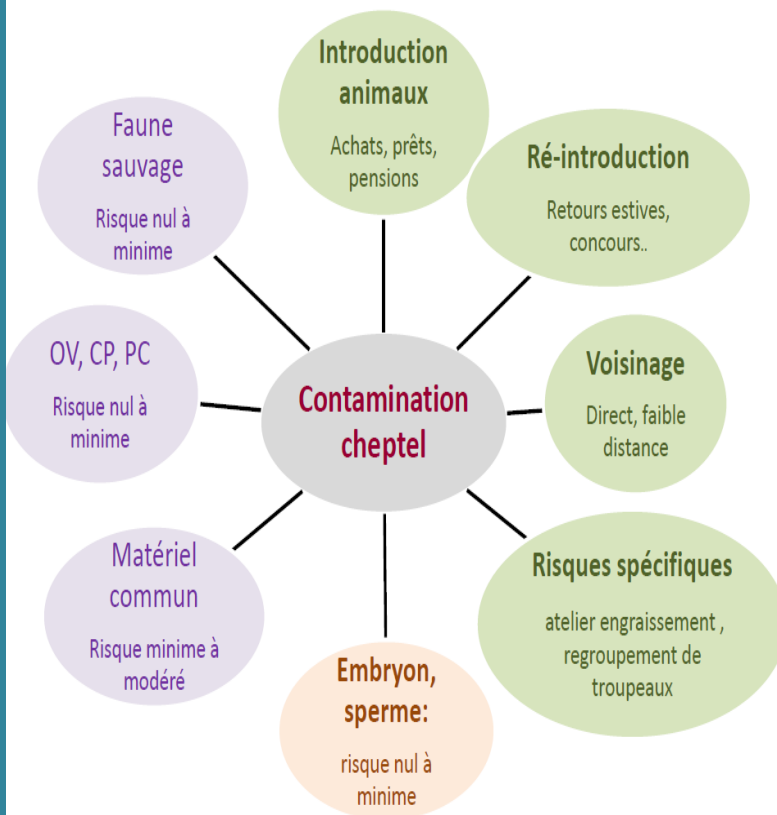 Introduction
animaux
Achats, prêts,
pensions
Ré-introduction
Retours estives,
concours..
Voisinage
Direct, faible
distance
Risques spécifiques
atelier engraissement ,
regroupement de
troupeaux
Embryon,
sperme:
risque nul à
minime
Matériel
commun
Risque minime à
modéré
OV, CP, PC
Risque nul à
minime
Faune
sauvage
Risque nul à
minime
Contamination
cheptel